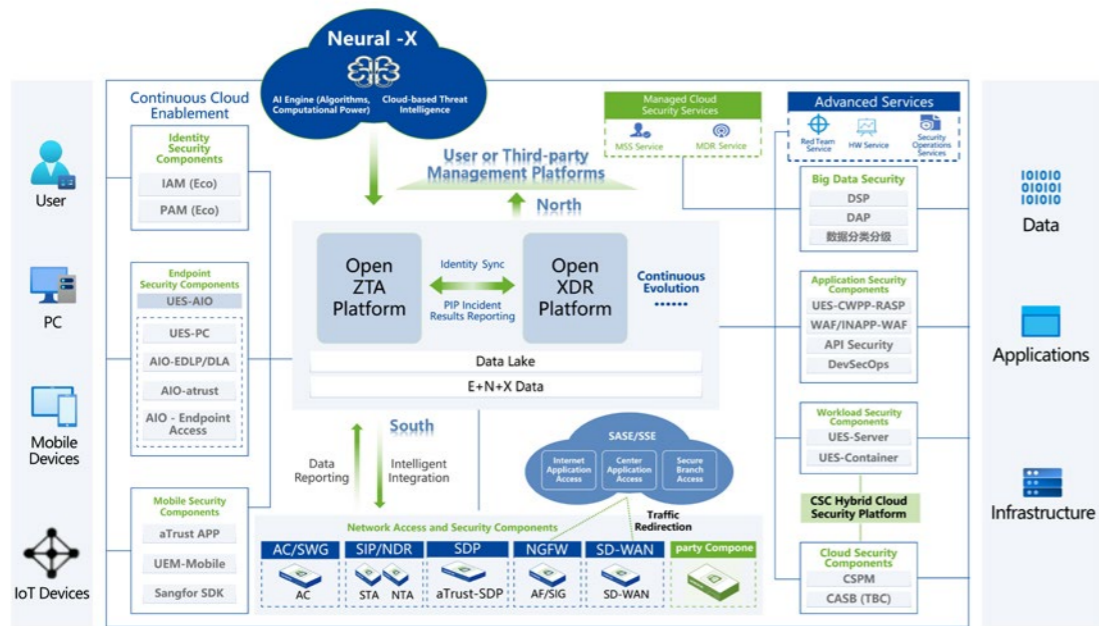 Neural -X
AI Engine (Algorithms,
Computational Power)
Cloud-based Threat
Intelligence
User
PC
Mobile
Devices
IoT Devices
Continuous Cloud
Enablement
Identity
Security
Components
IAM (Eco)
PAM (Eco)
Endpoint
Security Components
UES-AIO
UES-PC
AIO-EDLP/DLA
AIO-atrust
AIO - Endpoint
Access
Mobile Security
Components
aTrust APP
UEM-Mobile
Sangfor SDK
User or Third-party
Management Platforms
North
Open
ZTA
Platform
Identity Sync
PIP Incident
Results Reporting
Open
XDR
Platform
Continuous
Evolution
......
Data Lake
E+N+X Data
South
Data
Reporting
Intelligent
Integration
SASE/SSE
Internet
Application
Access
Center
Application
Access
Secure
Branch
Access
Traffic
Redirection
Network Access and Security Components
AC/SWG
AC
SIP/NDR
STA
NTA
SDP
aTrust-SDP
NGFW
AF/SIG
SD-WAN
SD-WAN
party Compone
Managed Cloud
Security Services
MSS Service
MDR Service
Advanced Services
Red Team
Service
HW Service
Security
Operations
Services
Big Data Security
DSP
DAP
数据分类分级
Application Security
Components
UES-CWPP-RASP
WAF/INAPP-WAF
API Security
DevSecOps
Workload Security
Components
UES-Server
UES-Container
CSC Hybrid Cloud
Security Platform
Cloud Security
Components
CSPM
CASB (TBC)
Data
Applications
Infrastructure